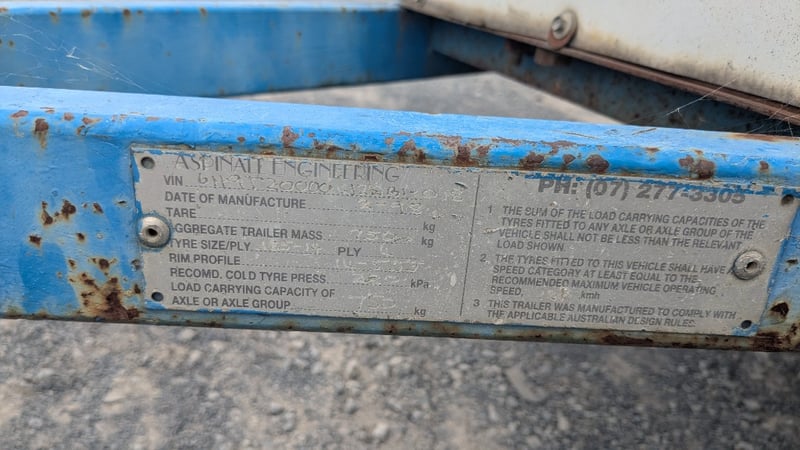 ASPINALL ENGINEERING
VIN
DATE OF MANUFACTURE
TARE kg
AGGREGATE TRAILER MASS kg
TYRE SIZE/PLY PLY
RIM PROFILE
RECOMD. COLD TYRE PRESS kPa
LOAD CARRYING CAPACITY OF
AXLE OR AXLE GROUP kg
PH: (07) 277-3305
1 THE SUM OF THE LOAD CARRYING CAPACITIES OF THE
TYRES FITTED TO ANY AXLE OR AXLE GROUP OF THE
VEHICLE SHALL NOT BE LESS THAN THE RELEVANT
LOAD SHOWN.
2. THE TYRES FITTED TO THIS VEHICLE SHALL HAVE A
SPEED CATEGORY AT LEAST EQUAL TO THE
RECOMMENDED MAXIMUM VEHICLE OPERATING
SPEED. kmh
3 THIS TRAILER WAS MANUFACTURED TO COMPLY WITH
THE APPLICABLE AUSTRALIAN DESIGN RULES.